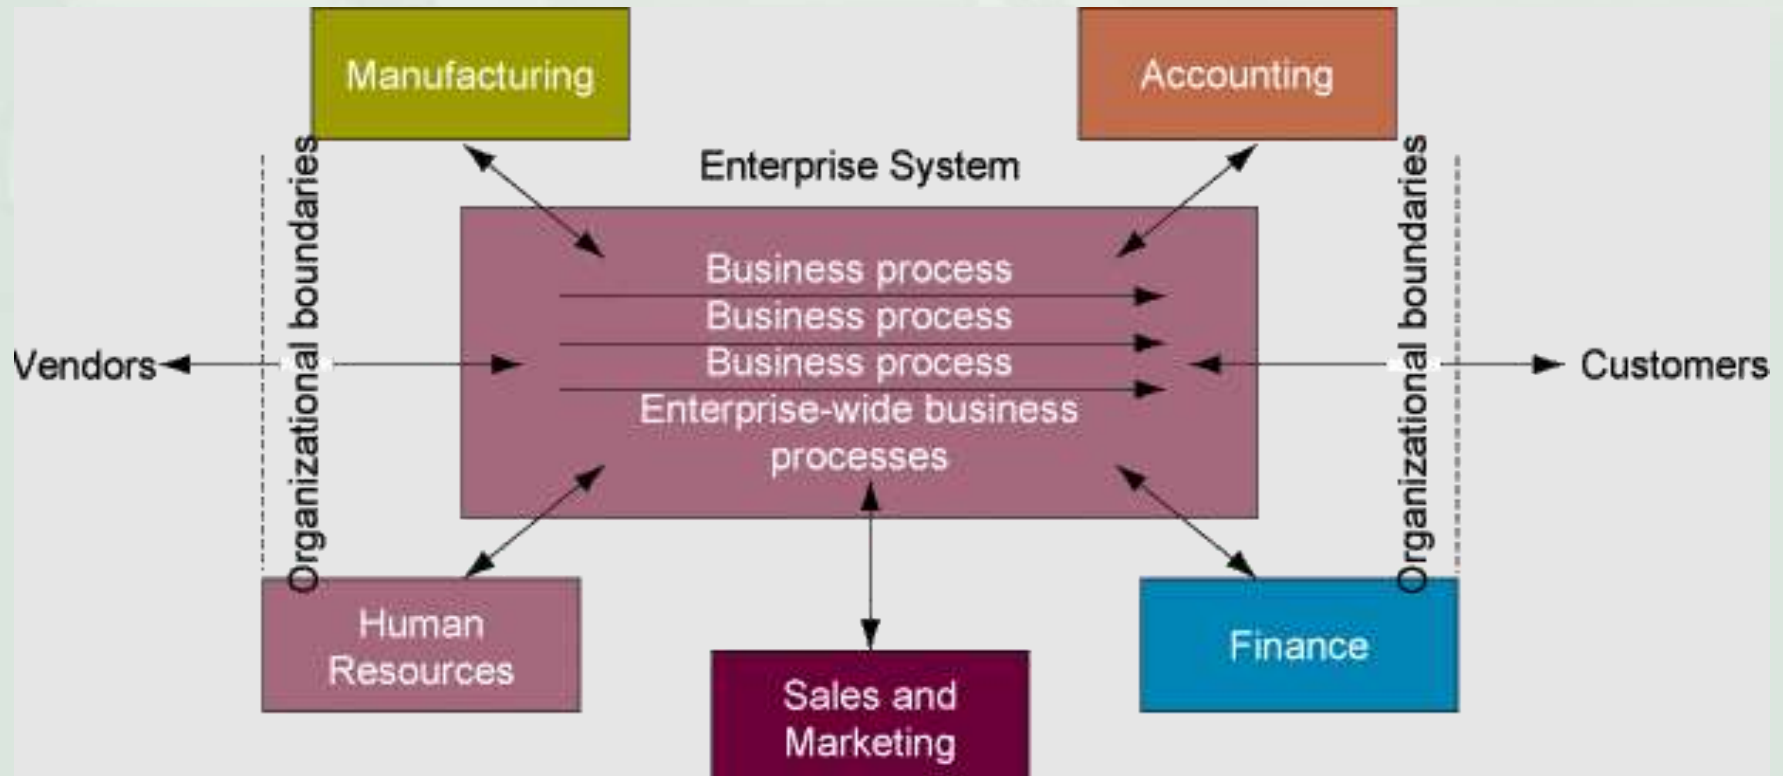 Manufacturing
Accounting
Enterprise System
Organizational boundaries
Organizational boundaries
Business process
Business process
Business process
Enterprise-wide business
processes
Vendors
Customers
Human
Resources
Sales and
Marketing
Finance